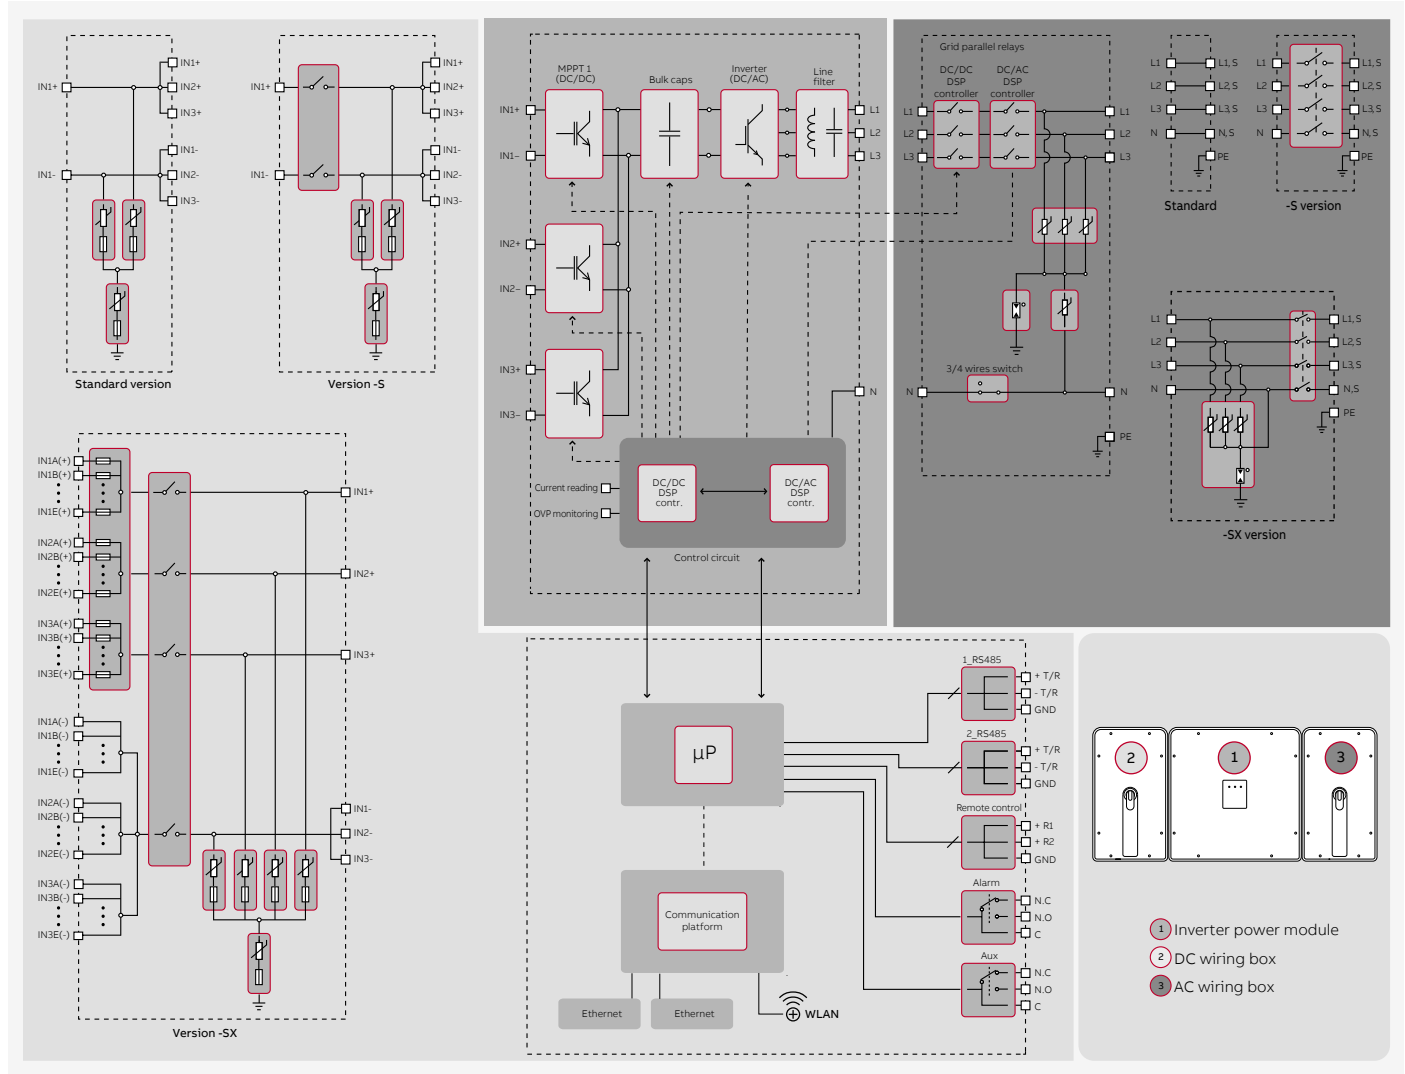 IN1+
IN1-
IN1+
IN2+
IN3+
IN1-
IN2-
IN3-
Standard version
IN1+
IN1-
IN1+
IN2+
IN3+
IN1-
IN2-
IN3-
Version -S
IN1A(+)
IN1B(+)
IN1E(+)
IN2A(+)
IN2B(+)
IN2E(+)
IN3A(+)
IN3B(+)
IN3E(+)
IN1A(-)
IN1B(-)
IN1E(-)
IN2A(-)
IN2B(-)
IN2E(-)
IN3A(-)
IN3B(-)
IN3E(-)
IN1+
IN2+
IN3+
IN1-
IN2-
IN3-
Version -SX
MPPT 1
(DC/DC)
Bulk caps
Inverter
(DC/AC)
Line
filter
IN1+
IN1–
IN2+
IN2–
IN3+
IN3–
L1
L2
L3
N
Current reading
OVP monitoring
DC/DC
DSP
contr.
DC/AC
DSP
contr.
Control circuit
Grid parallel relays
DC/DC
DSP
controller
DC/AC
DSP
controller
L1
L2
L3
L1
L2
L3
3/4 wires switch
N
N
PE
L1
L2
L3
N
L1, S
L2, S
L3, S
N, S
PE
Standard
L1
L2
L3
N
L1, S
L2, S
L3, S
N, S
PE
-S version
L1
L2
L3
N
L1, S
L2, S
L3, S
N,S
PE
-SX version
µP
Communication
platform
Ethernet
Ethernet
WLAN
1_RS485
+ T/R
- T/R
GND
2_RS485
+ T/R
- T/R
GND
Remote control
+ R1
+ R2
GND
Alarm
N.C
N.O
C
Aux
N.C
N.O
C
2
1
3
1 Inverter power module
2 DC wiring box
3 AC wiring box